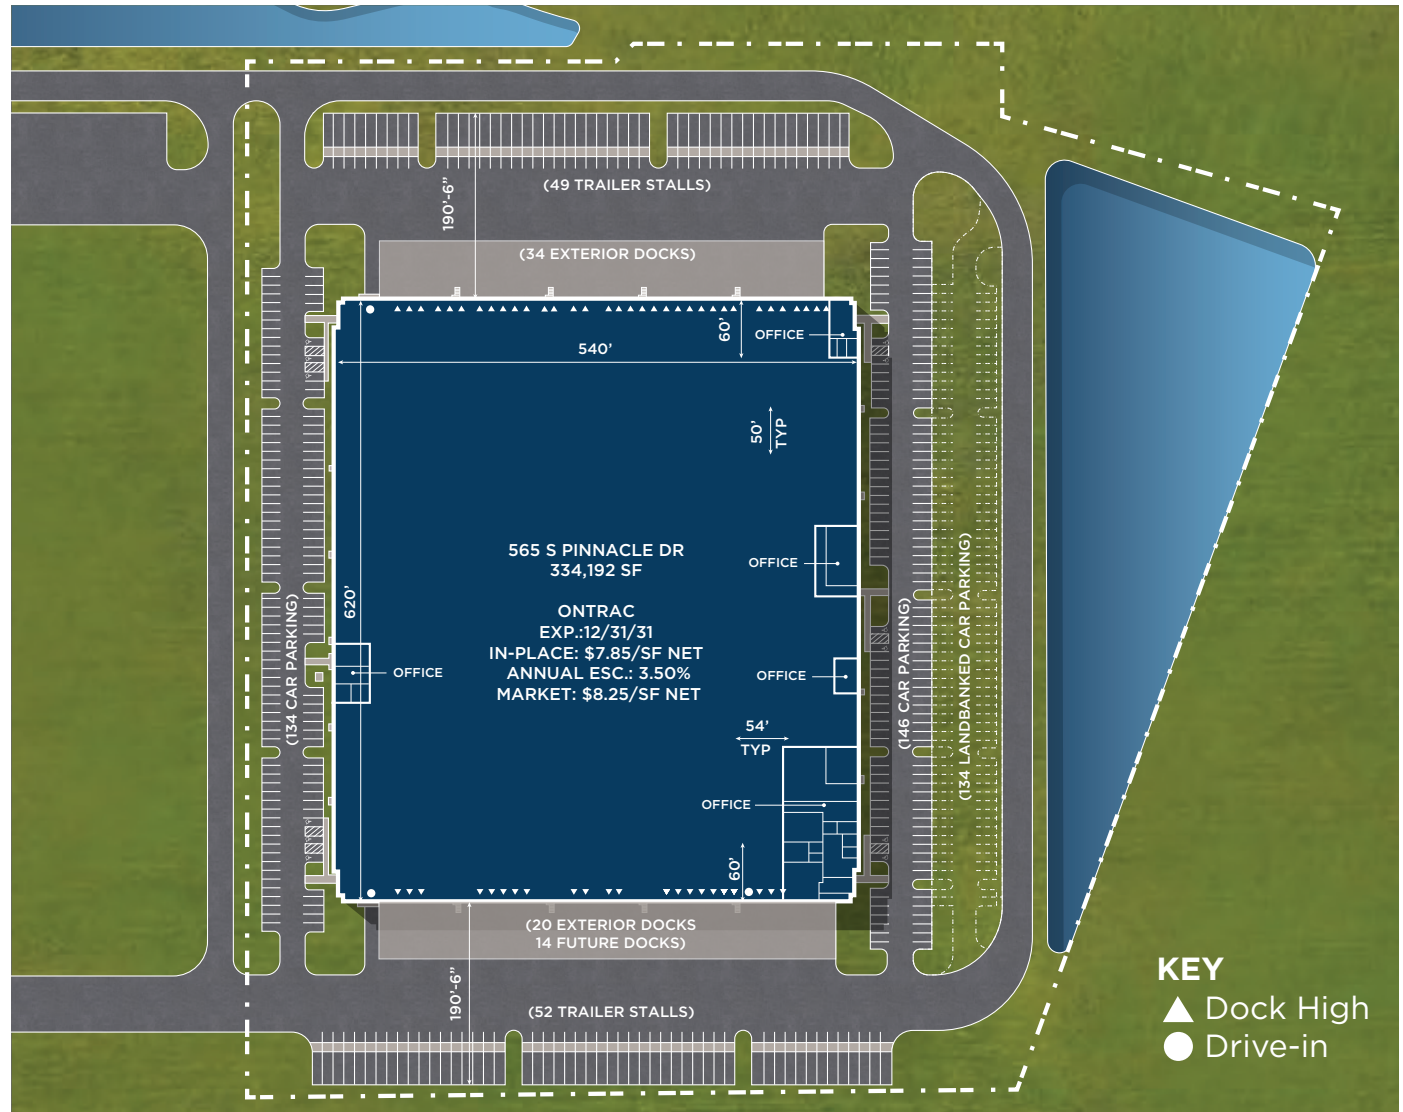 (49 TRAILER STALLS)
190'-6"
(34 EXTERIOR DOCKS)
60'
OFFICE
540'
50'
TYP
565 S PINNACLE DR
334,192 SF
OFFICE
620'
(134 CAR PARKING)
ONTRAC
EXP.:12/31/31
IN-PLACE: $7.85/SF NET
ANNUAL ESC.: 3.50%
MARKET: $8.25/SF NET
OFFICE
OFFICE
(146 CAR PARKING)
(134 LANDBANKED CAR PARKING)
54'
TYP
OFFICE
60'
(20 EXTERIOR DOCKS
14 FUTURE DOCKS)
190'-6"
(52 TRAILER STALLS)
KEY
Dock High
Drive-in